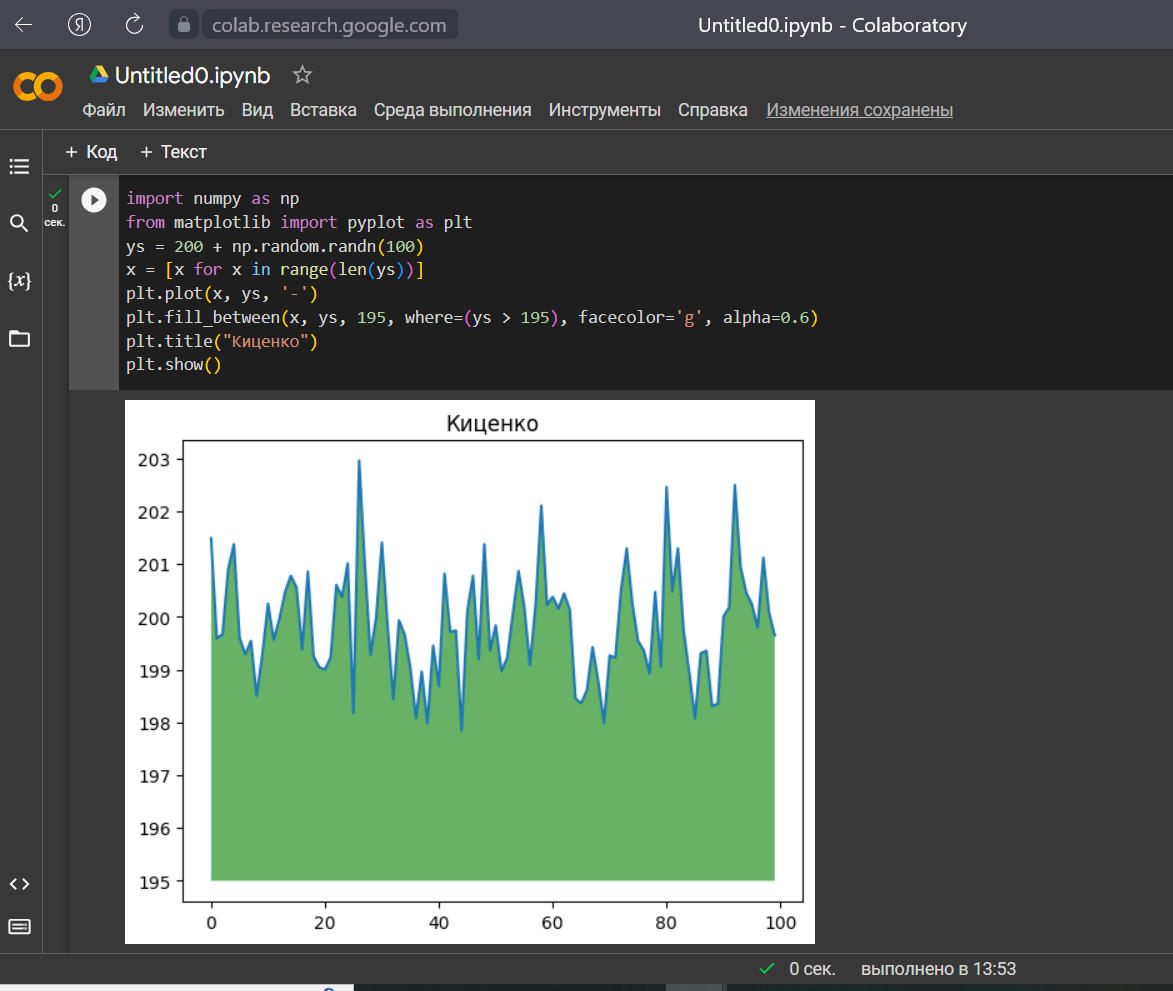 Я
colab.research.google.com
Untitled0.ipynb - Colaboratory
Untitled0.ipynb
Файл Изменить Вид Вставка Среда выполнения Инструменты Справка Изменения сохранены
+ Код + Текст
0
сек.
{x}
import numpy as np
from matplotlib import pyplot as plt
ys = 200 + np.random.randn(100)
x = [x for x in range(len(ys))]
plt.plot(x, ys, '-')
plt.fill_between(x, ys, 195, where=(ys > 195), facecolor='g', alpha=0.6)
plt.title("Киценко")
plt.show()
Киценко
203
202
201
200
199
198
197
196
195
0 20 40 60 80 100
0 сек. выполнено в 13:53